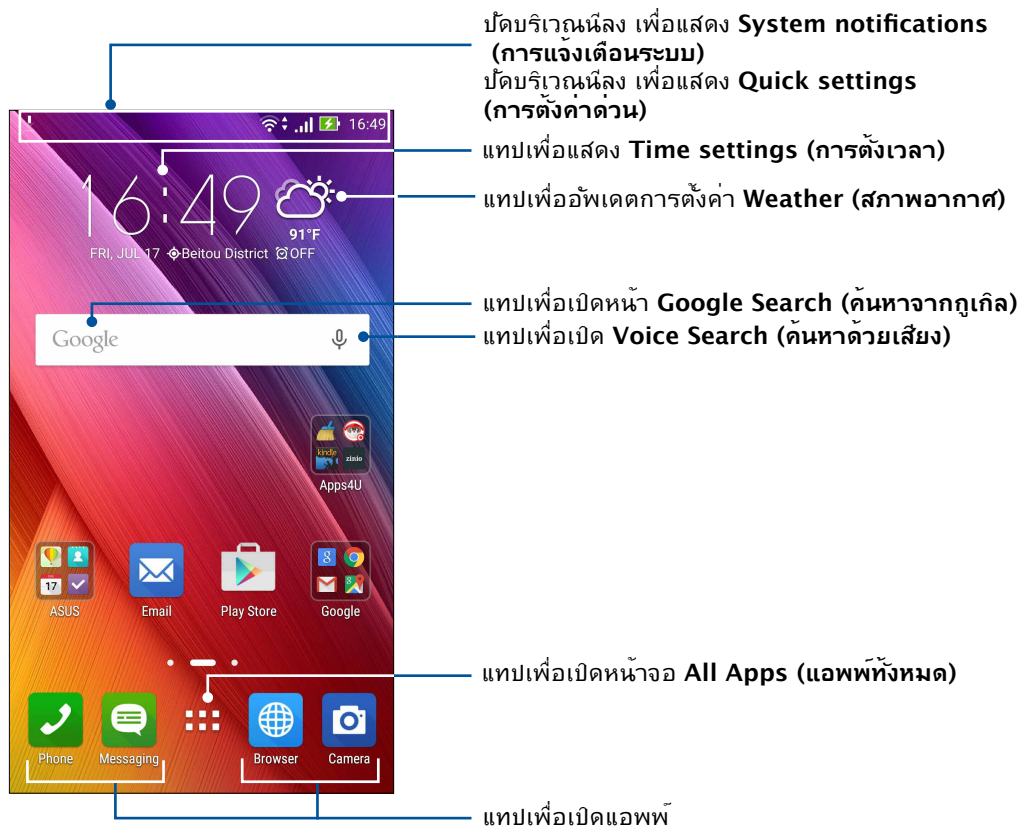 ปัดบริเวณนี้ลง เพื่อแสดง System notifications
(การแจ้งเตือนระบบ)
ปัดบริเวณนี้ลง เพื่อแสดง Quick settings
(การตั้งค่าด่วน)
16:49
แทปเพื่อแสดง Time settings (การตั้งเวลา)
16:49
แทปเพื่ออัพเดตการตั้งค่า Weather (สภาพอากาศ)
91°F
FRI, JUL 17 Beitou District OFF
แทปเพื่อเปิดหน้า Google Search (ค้นหาจากกูเกิล)
Google
แทปเพื่อเปิด Voice Search (ค้นหาด้วยเสียง)
kindle zinio
Apps4U
17
8
ASUS Email Play Store Google
แทปเพื่อเปิดหน้าจอ All Apps (แอพพ์ทั้งหมด)
Phone Messaging Browser Camera
แทปเพื่อเปิดแอพพ์